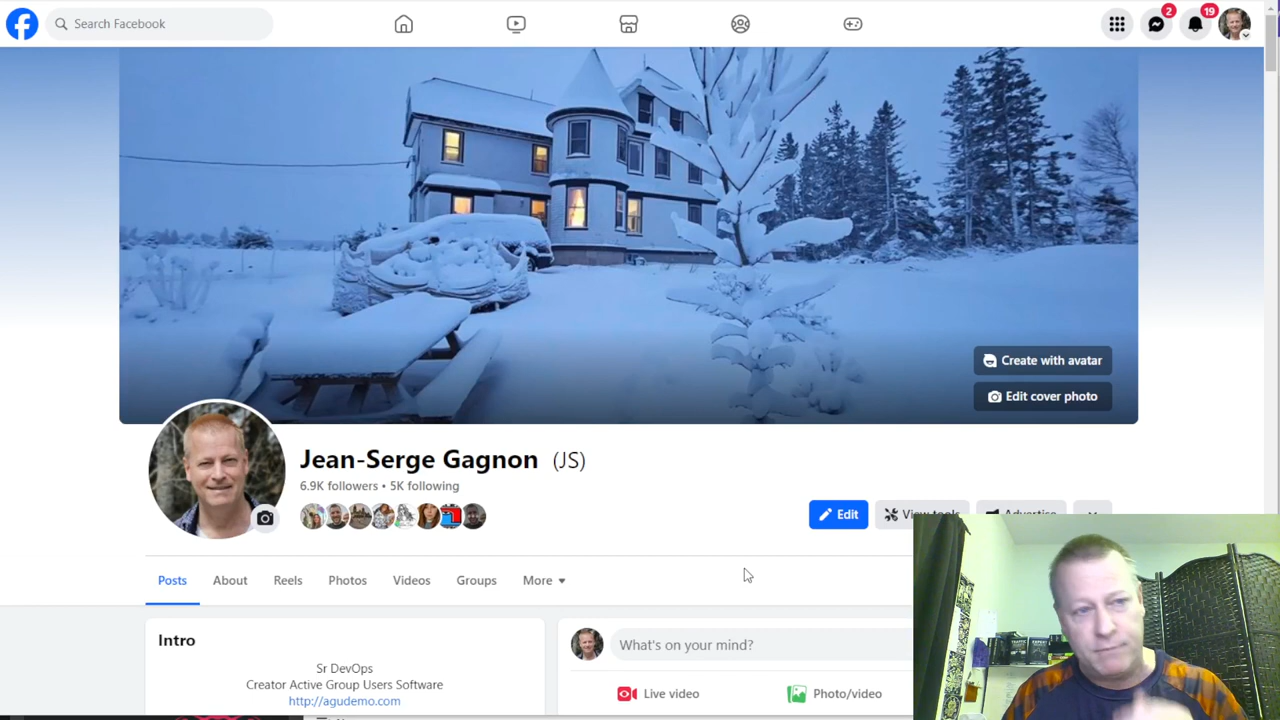 Search Facebook
2
19
Create with avatar
Edit cover photo
Jean-Serge Gagnon (JS)
6.9K followers • 5K following
Edit
View tools
Advertise
Posts
About
Reels
Photos
Videos
Groups
More
Intro
Sr DevOps
Creator Active Group Users Software
http://agudemo.com
What's on your mind?
Live video
Photo/video